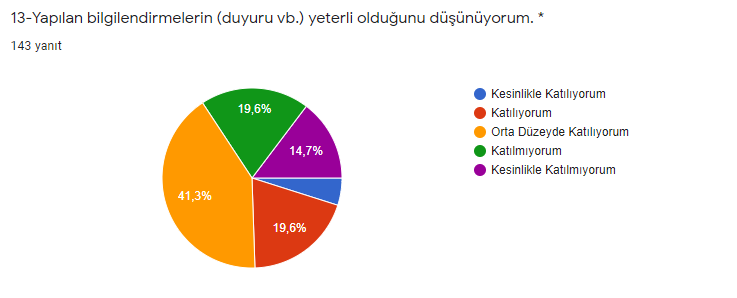 13-Yapılan bilgilendirmelerin (duyuru vb.) yeterli olduğunu düşünüyorum. *
143 yanıt
Kesinlikle Katılıyorum
Katılıyorum
Orta Düzeyde Katılıyorum
Katılmıyorum
Kesinlikle Katılmıyorum
19,6%
14,7%
41,3%
19,6%